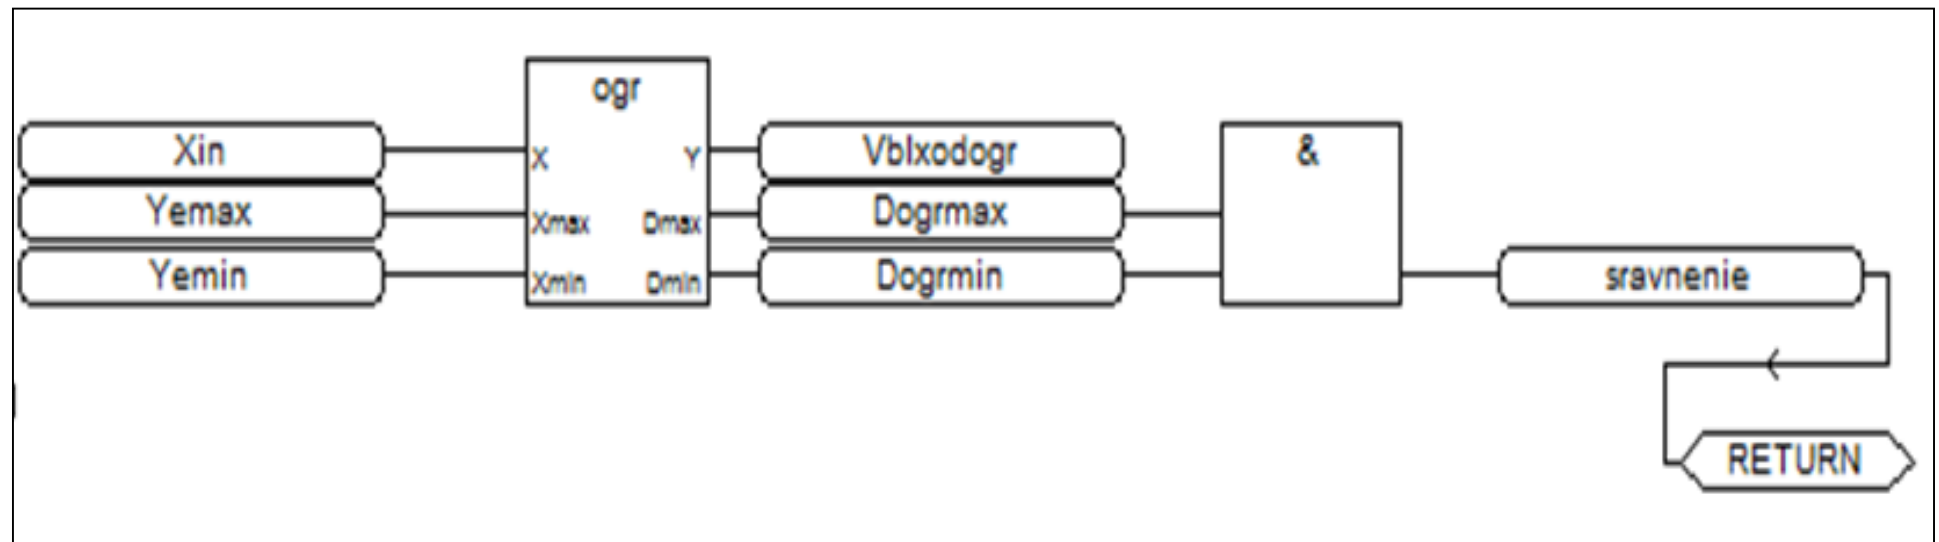 ogr
Xin X Y Vblxodogr &
Yemax Xmax Dmax Dogrmax
Yemin Xmin Dmin Dogrmin sravnenie
RETURN